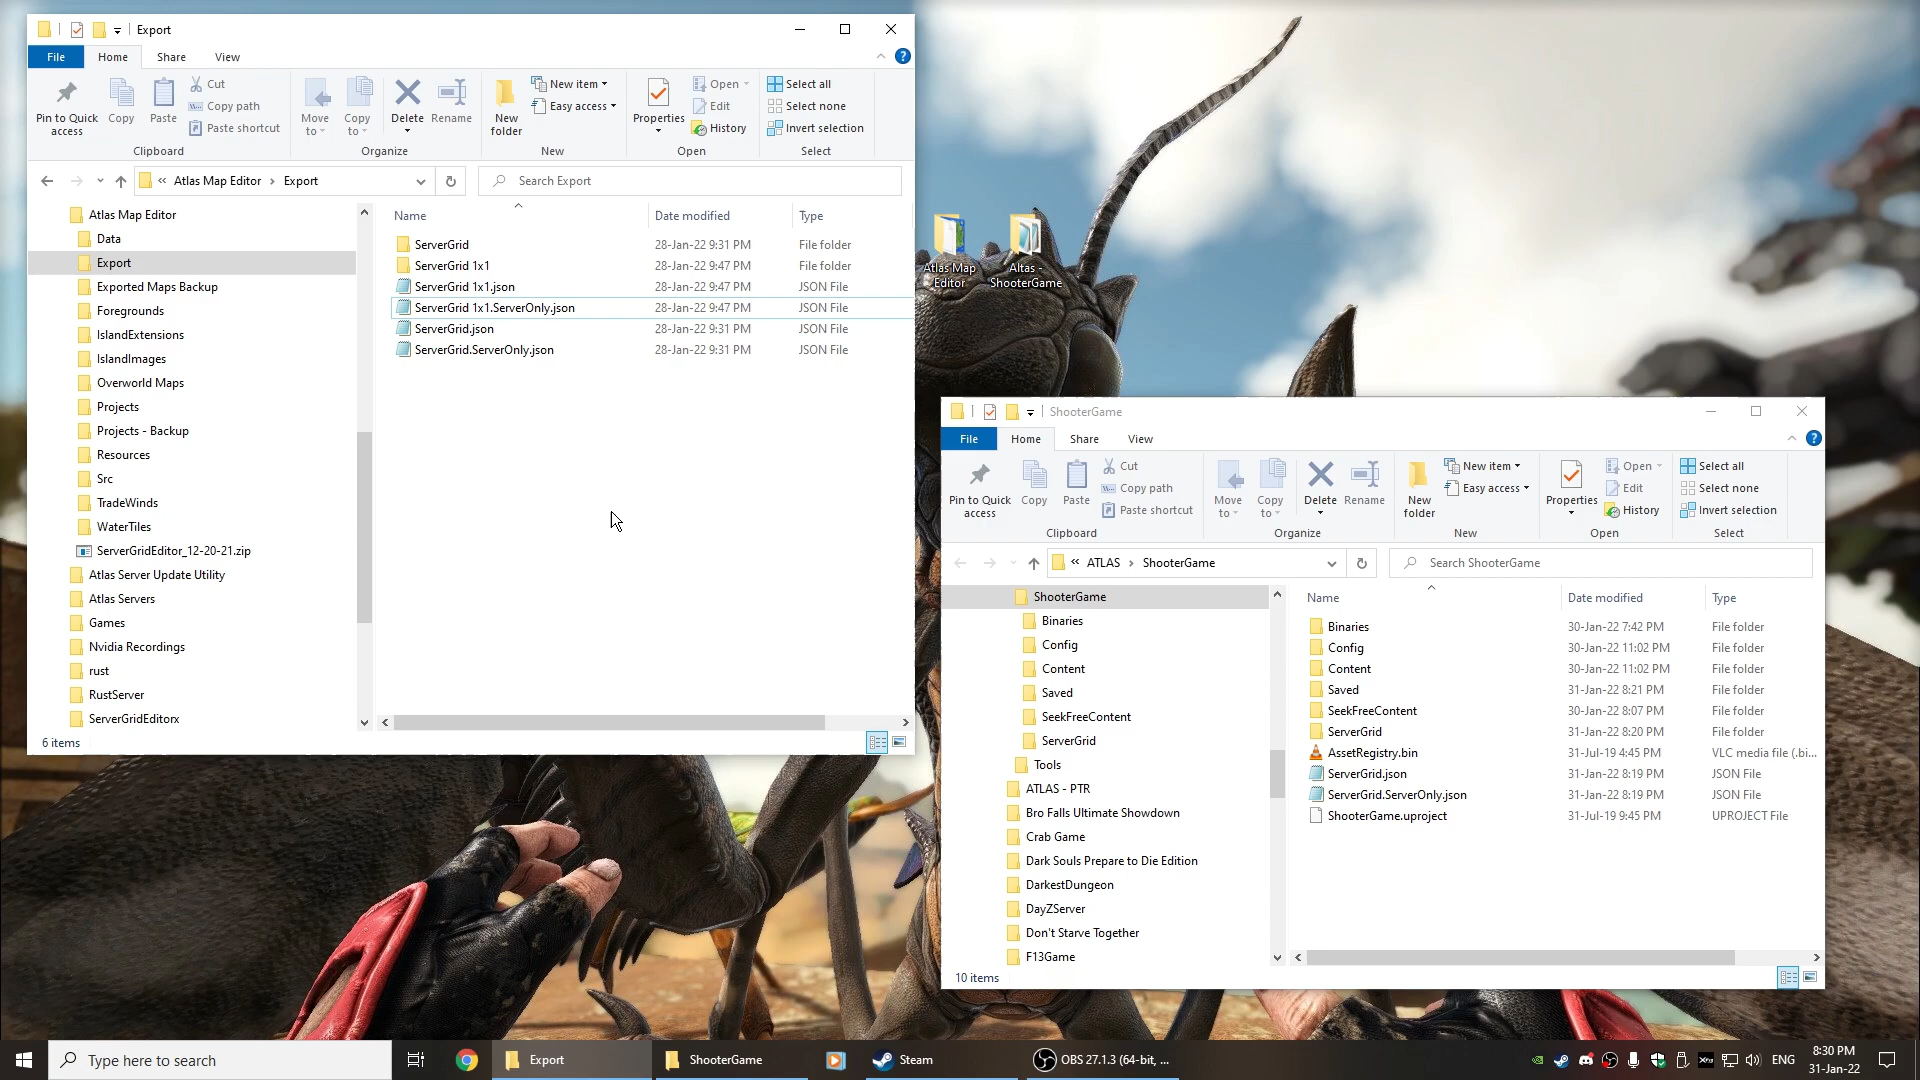 Export
File
Home
Share
View
Pin to Quick access
Copy
Paste
Cut
Copy path
Paste shortcut
Clipboard
Move to
Copy to
Delete
Rename
Organize
New folder
New item
Easy access
New
Properties
Open
Edit
History
Open
Select all
Select none
Invert selection
Select
« Atlas Map Editor › Export
Search Export
Atlas Map Editor
Data
Export
Exported Maps Backup
Foregrounds
IslandExtensions
IslandImages
Overworld Maps
Projects
Projects - Backup
Resources
Src
TradeWinds
WaterTiles
ServerGridEditor_12-20-21.zip
Atlas Server Update Utility
Atlas Servers
Games
Nvidia Recordings
rust
RustServer
ServerGridEditorx
Name Date modified Type
ServerGrid 28-Jan-22 9:31 PM File folder
ServerGrid 1x1 28-Jan-22 9:47 PM File folder
ServerGrid 1x1.json 28-Jan-22 9:47 PM JSON File
ServerGrid 1x1.ServerOnly.json 28-Jan-22 9:47 PM JSON File
ServerGrid.json 28-Jan-22 9:31 PM JSON File
ServerGrid.ServerOnly.json 28-Jan-22 9:31 PM JSON File
6 items
Atlas Map Editor
Altas - ShooterGame
ShooterGame
File
Home
Share
View
Pin to Quick access
Copy
Paste
Cut
Copy path
Paste shortcut
Clipboard
Move to
Copy to
Delete
Rename
Organize
New folder
New item
Easy access
New
Properties
Open
Edit
History
Open
Select all
Select none
Invert selection
Select
« ATLAS › ShooterGame
Search ShooterGame
ShooterGame
Binaries
Config
Content
Saved
SeekFreeContent
ServerGrid
Tools
ATLAS - PTR
Bro Falls Ultimate Showdown
Crab Game
Dark Souls Prepare to Die Edition
DarkestDungeon
DayZServer
Don't Starve Together
F13Game
Name Date modified Type
Binaries 30-Jan-22 7:42 PM File folder
Config 30-Jan-22 11:02 PM File folder
Content 30-Jan-22 11:02 PM File folder
Saved 31-Jan-22 8:21 PM File folder
SeekFreeContent 30-Jan-22 8:07 PM File folder
ServerGrid 31-Jan-22 8:20 PM File folder
AssetRegistry.bin 31-Jul-19 4:45 PM VLC media file (.bi...
ServerGrid.json 31-Jan-22 8:19 PM JSON File
ServerGrid.ServerOnly.json 31-Jan-22 8:19 PM JSON File
ShooterGame.uproject 31-Jul-19 9:45 PM UPROJECT File
10 items
Type here to search
Export
ShooterGame
Steam
OBS 27.1.3 (64-bit, ...
ENG
8:30 PM
31-Jan-22